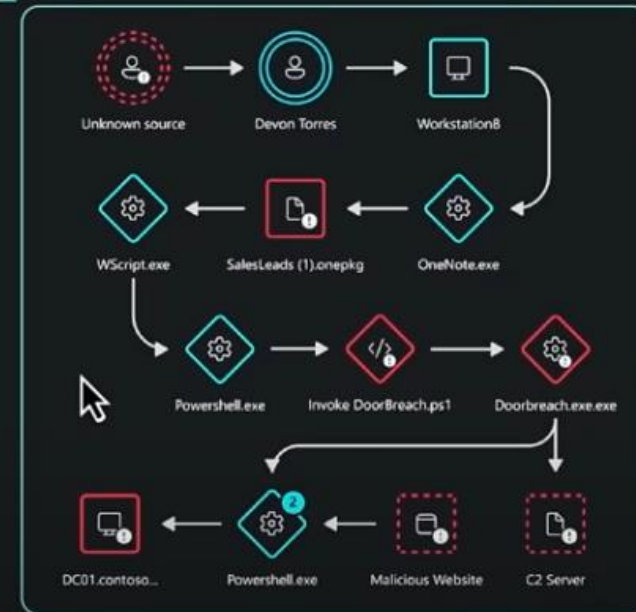 Unknown source
Devon Torres
WorkstationB
WScript.exe
SalesLeads (1).onepkg
OneNote.exe
Powershell.exe
Invoke DoorBreach.ps1
Doorbreach.exe.exe
2
DC01.contoso...
Powershell.exe
Malicious Website
C2 Server